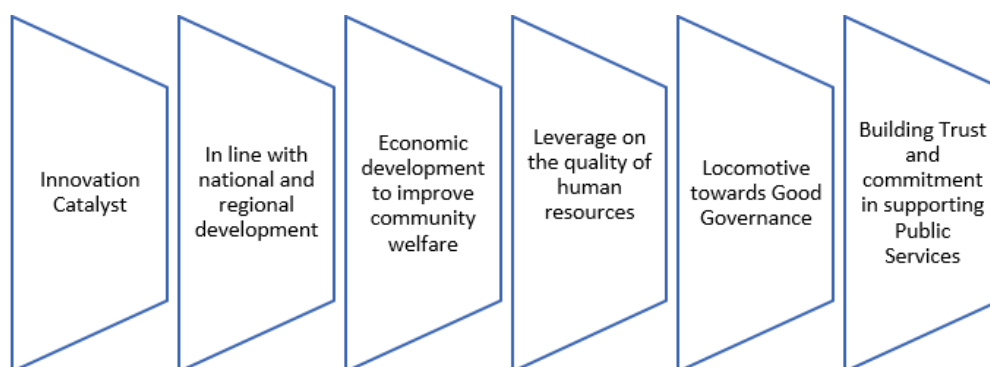 Innovation
Catalyst
In line with
national and
regional
development
Economic
development
to improve
community
welfare
Leverage on
the quality of
human
resources
Locomotive
towards Good
Governance
Building Trust
and
commitment
in supporting
Public
Services